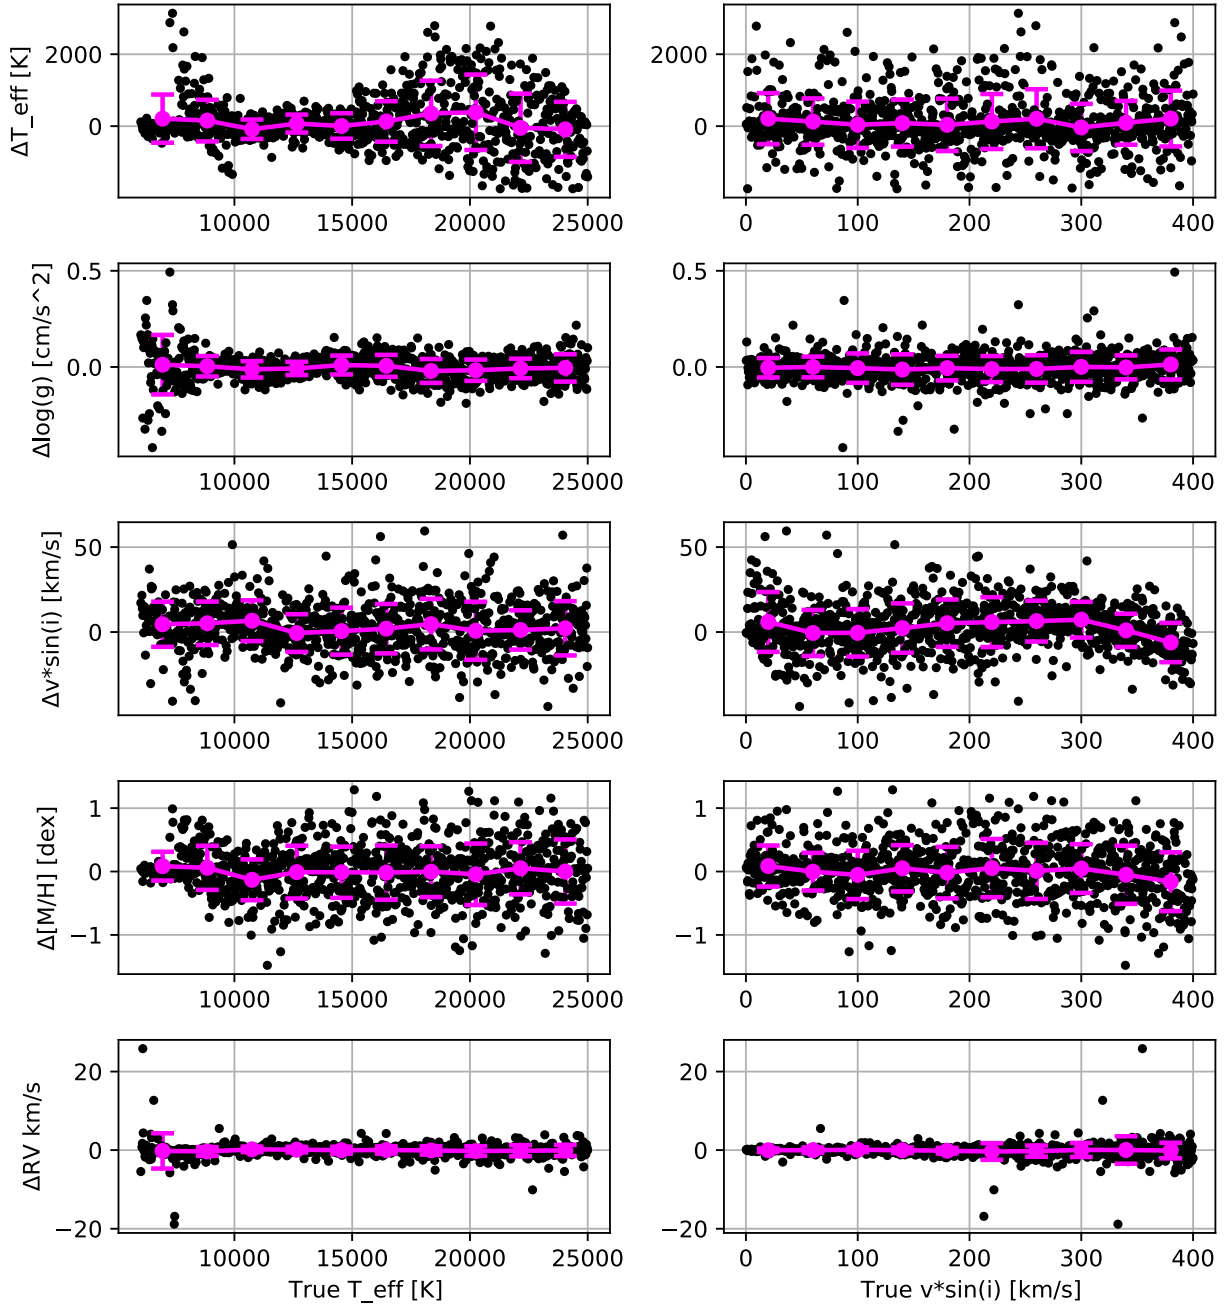 ΔT_eff [K]
2000
0
10000 15000 20000 25000
2000
0
0 100 200 300 400
Δlog(g) [cm/s^2]
0.5
0.0
10000 15000 20000 25000
0.5
0.0
0 100 200 300 400
Δv*sin(i) [km/s]
50
0
10000 15000 20000 25000
50
0
0 100 200 300 400
Δ[M/H] [dex]
1
0
−1
10000 15000 20000 25000
1
0
−1
0 100 200 300 400
ΔRV km/s
20
0
−20
10000 15000 20000 25000
True T_eff [K]
20
0
−20
0 100 200 300 400
True v*sin(i) [km/s]